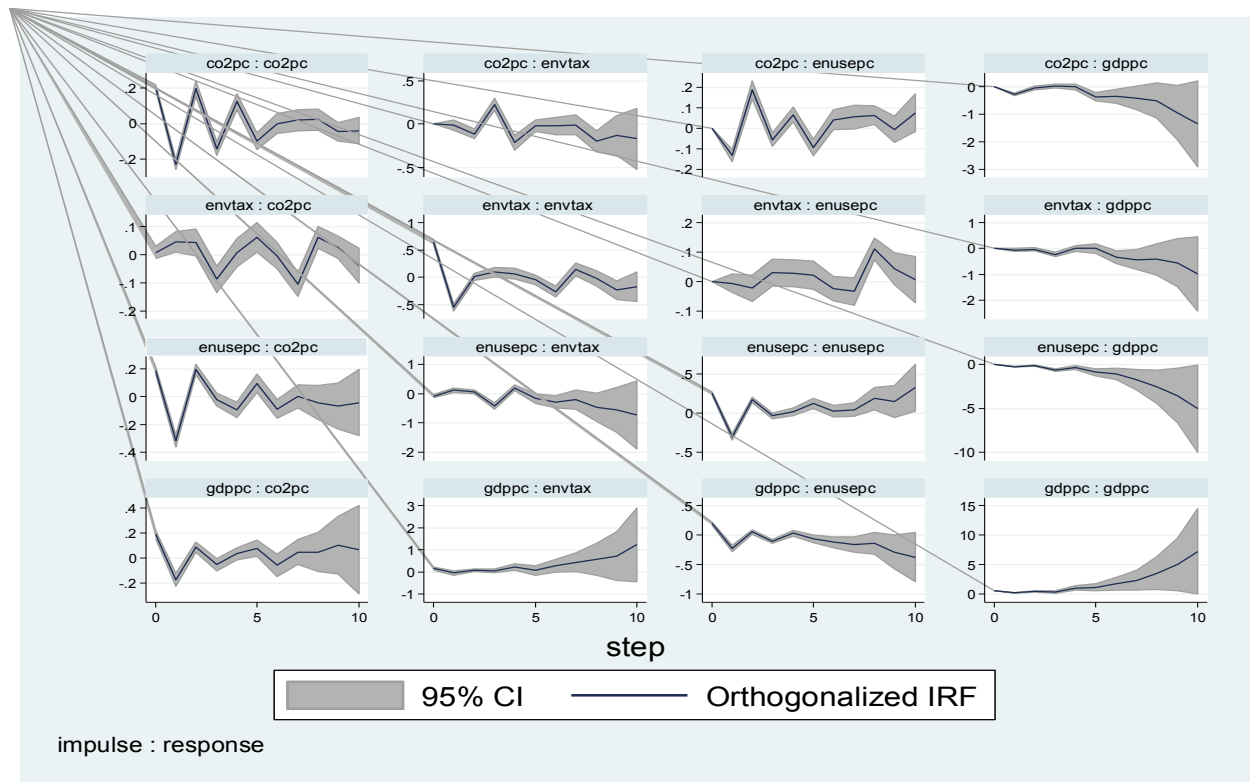 co2pc : co2pc
co2pc : envtax
co2pc : enusepc
co2pc : gdppc
.2
0
-.2
.5
0
-.5
.2
.1
0
-.1
-.2
0
-1
-2
-3
envtax : co2pc
envtax : envtax
envtax : enusepc
envtax : gdppc
.1
0
-.1
-.2
1
.5
0
-.5
.2
.1
0
-.1
1
0
-1
-2
enusepc : co2pc
enusepc : envtax
enusepc : enusepc
enusepc : gdppc
.2
0
-.2
-.4
1
0
-1
-2
.5
0
-.5
0
-5
-10
gdppc : co2pc
gdppc : envtax
gdppc : enusepc
gdppc : gdppc
.4
.2
0
-.2
3
2
1
0
-1
.5
0
-.5
-1
15
10
5
0
0 5 10
0 5 10
0 5 10
0 5 10
step
95% CI
Orthogonalized IRF
impulse : response